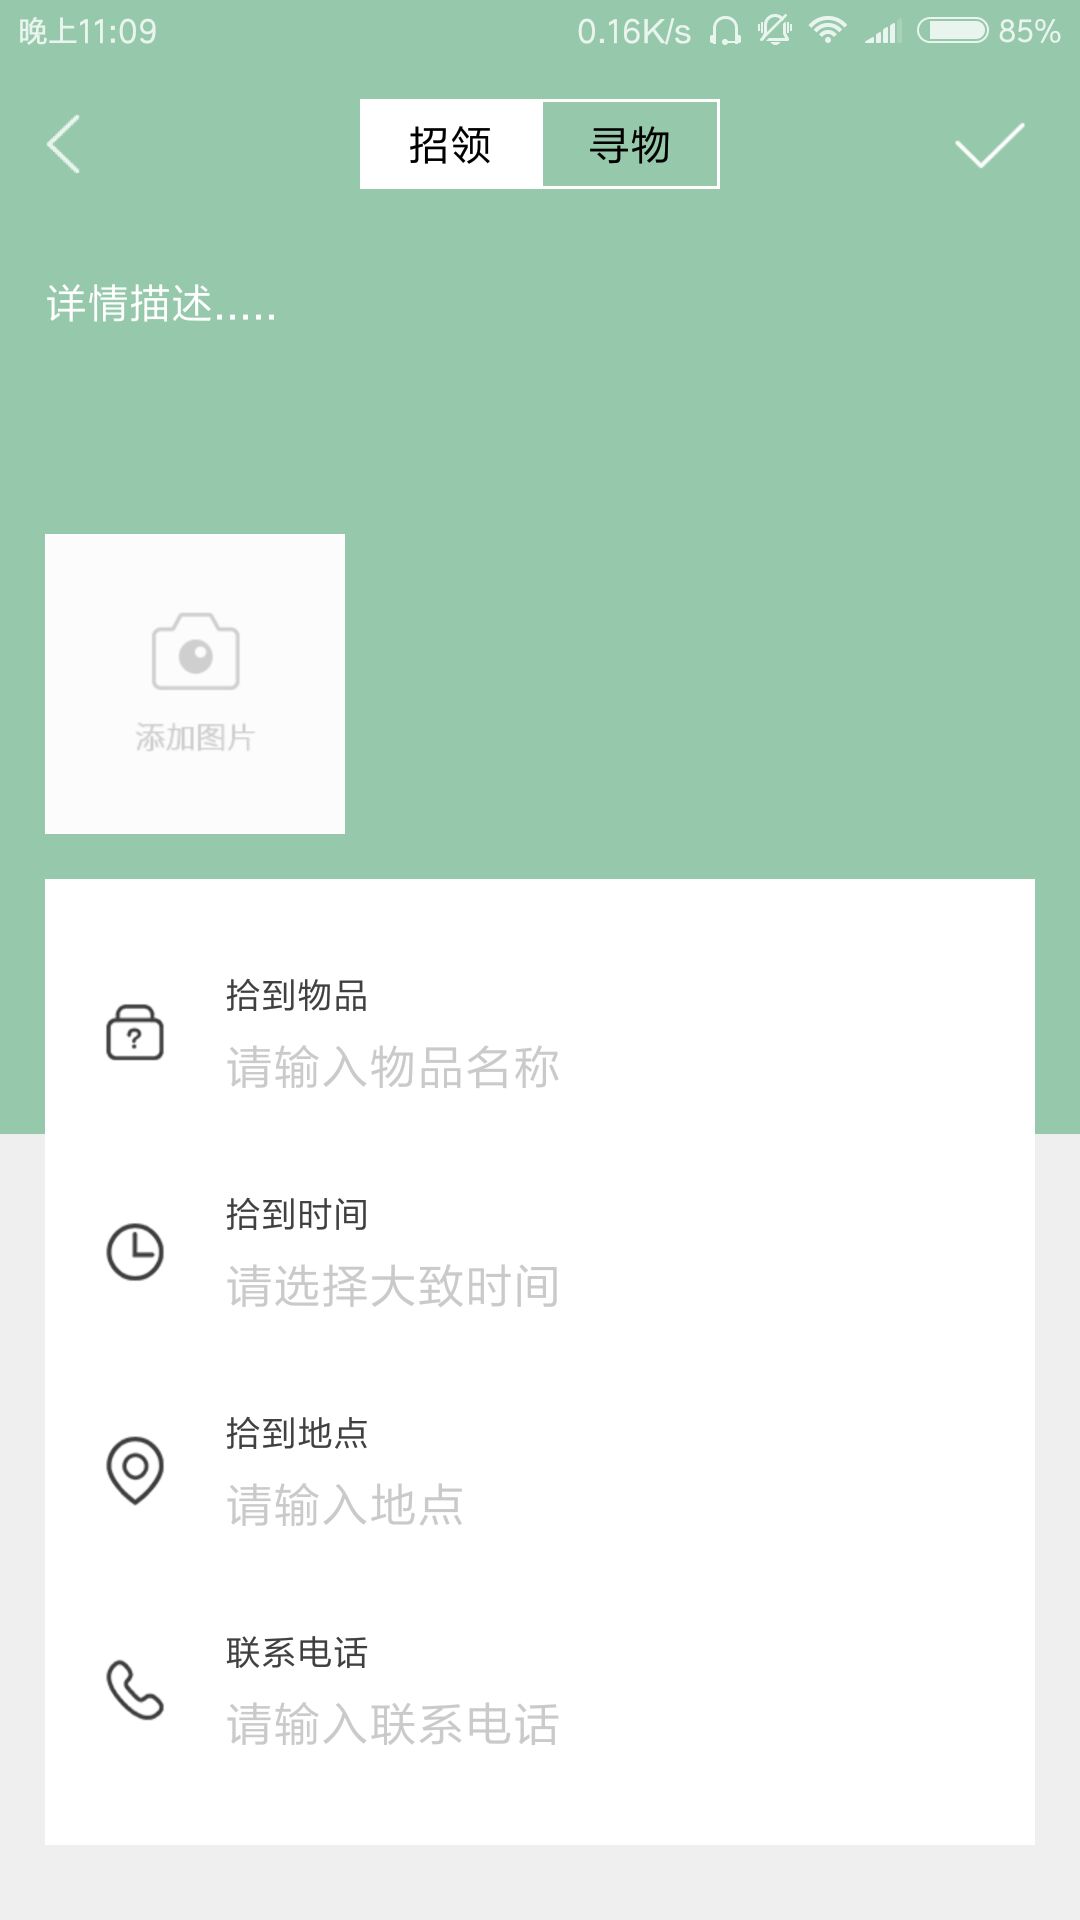 晚上11:09 0.16K/s 85%
招领 寻物
详情描述.....
添加图片
拾到物品
请输入物品名称
拾到时间
请选择大致时间
拾到地点
请输入地点
联系电话
请输入联系电话